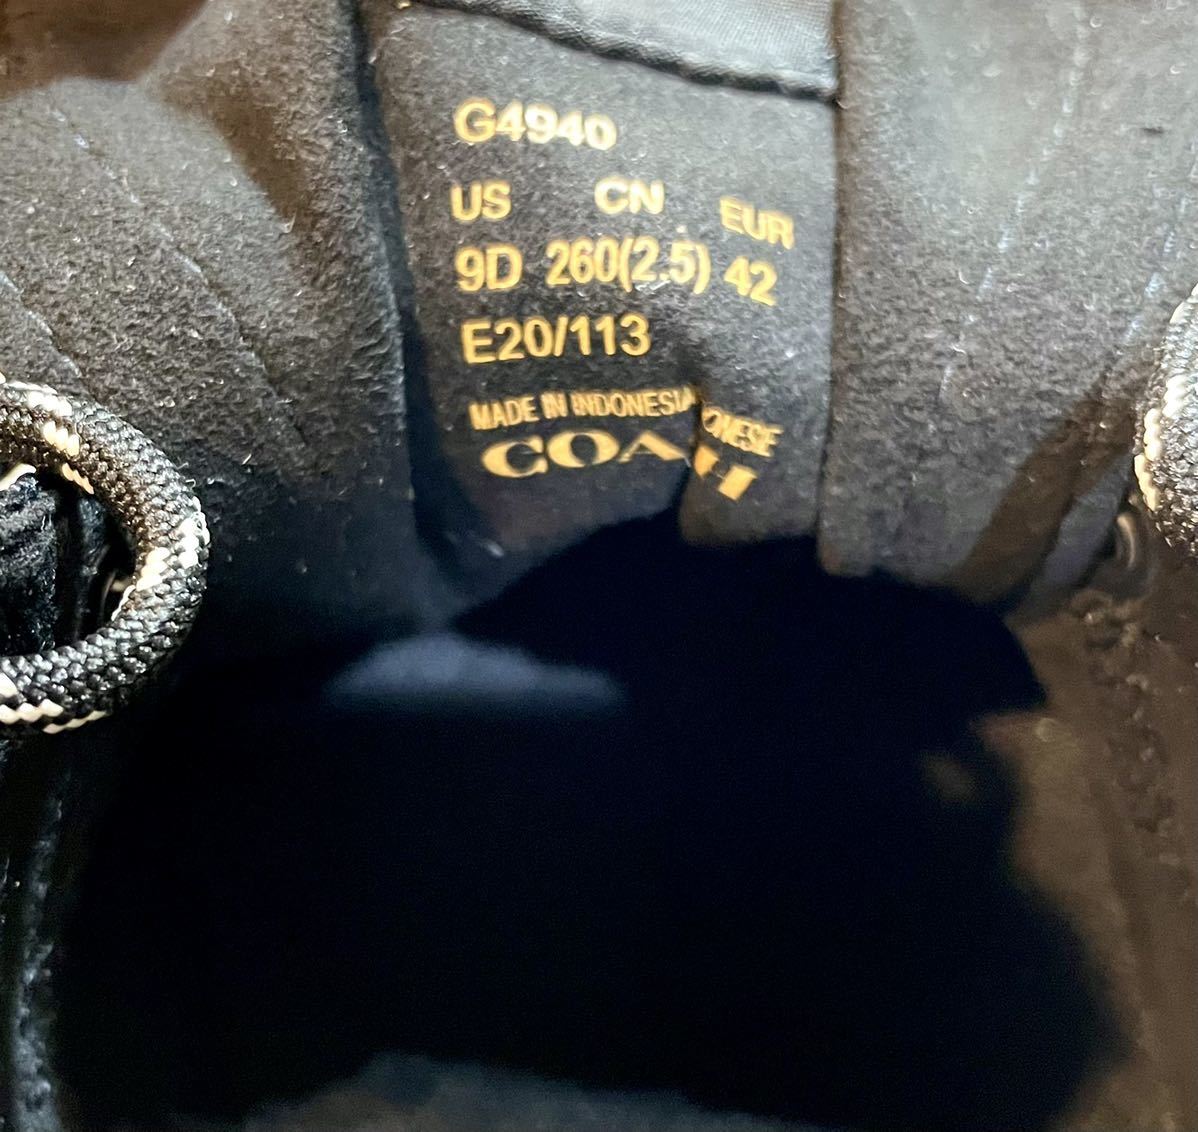 G4940
US CN EUR
9D 260(2.5) 42
E20/113
MADE IN INDONESIA
COACH